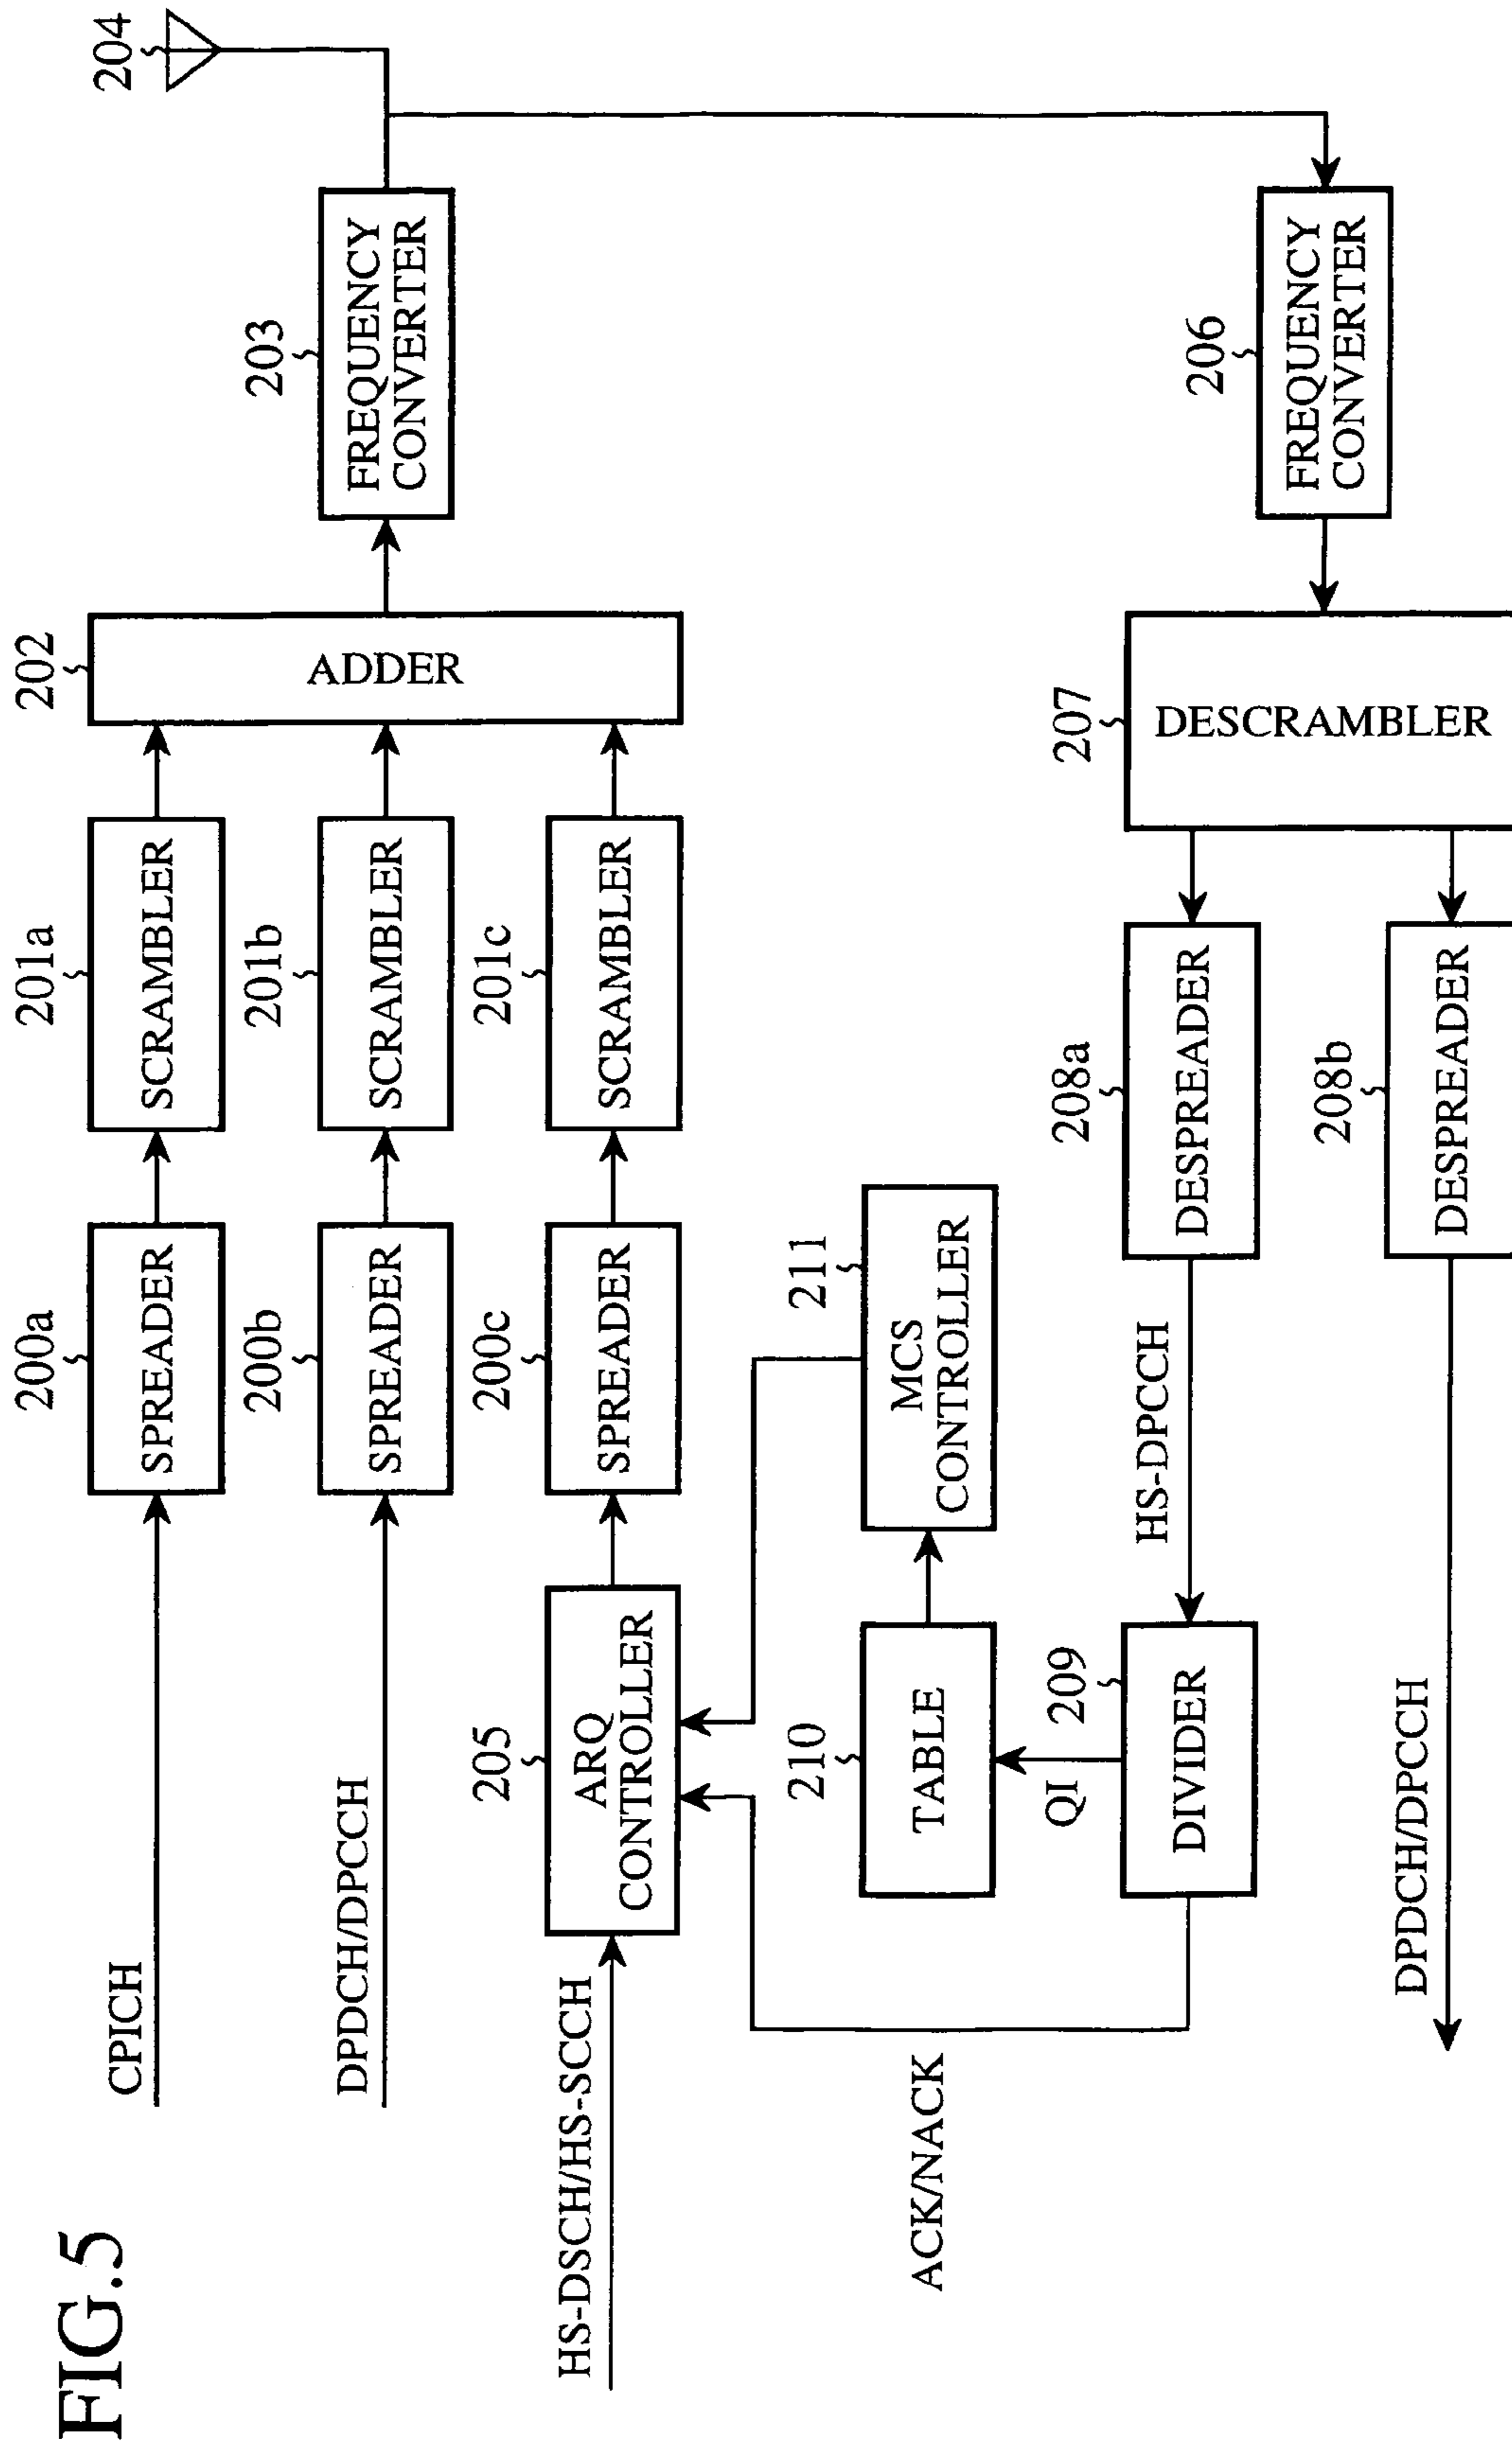 FIG.5
CPICH
200a
SPREADER
201a
SCRAMBLER
202
ADDER
203
FREQUENCY
CONVERTER
204
DPDCH/DPCCH
200b
SPREADER
201b
SCRAMBLER
HS-DSCH/HS-SCCH
205
ARQ
CONTROLLER
200c
SPREADER
201c
SCRAMBLER
ACK/NACK
210
TABLE
211
MCS
CONTROLLER
QI
209
DIVIDER
HS-DPCCH
208a
DESPREADER
207
DESCRAMBLER
206
FREQUENCY
CONVERTER
DPDCH/DPCCH
208b
DESPREADER